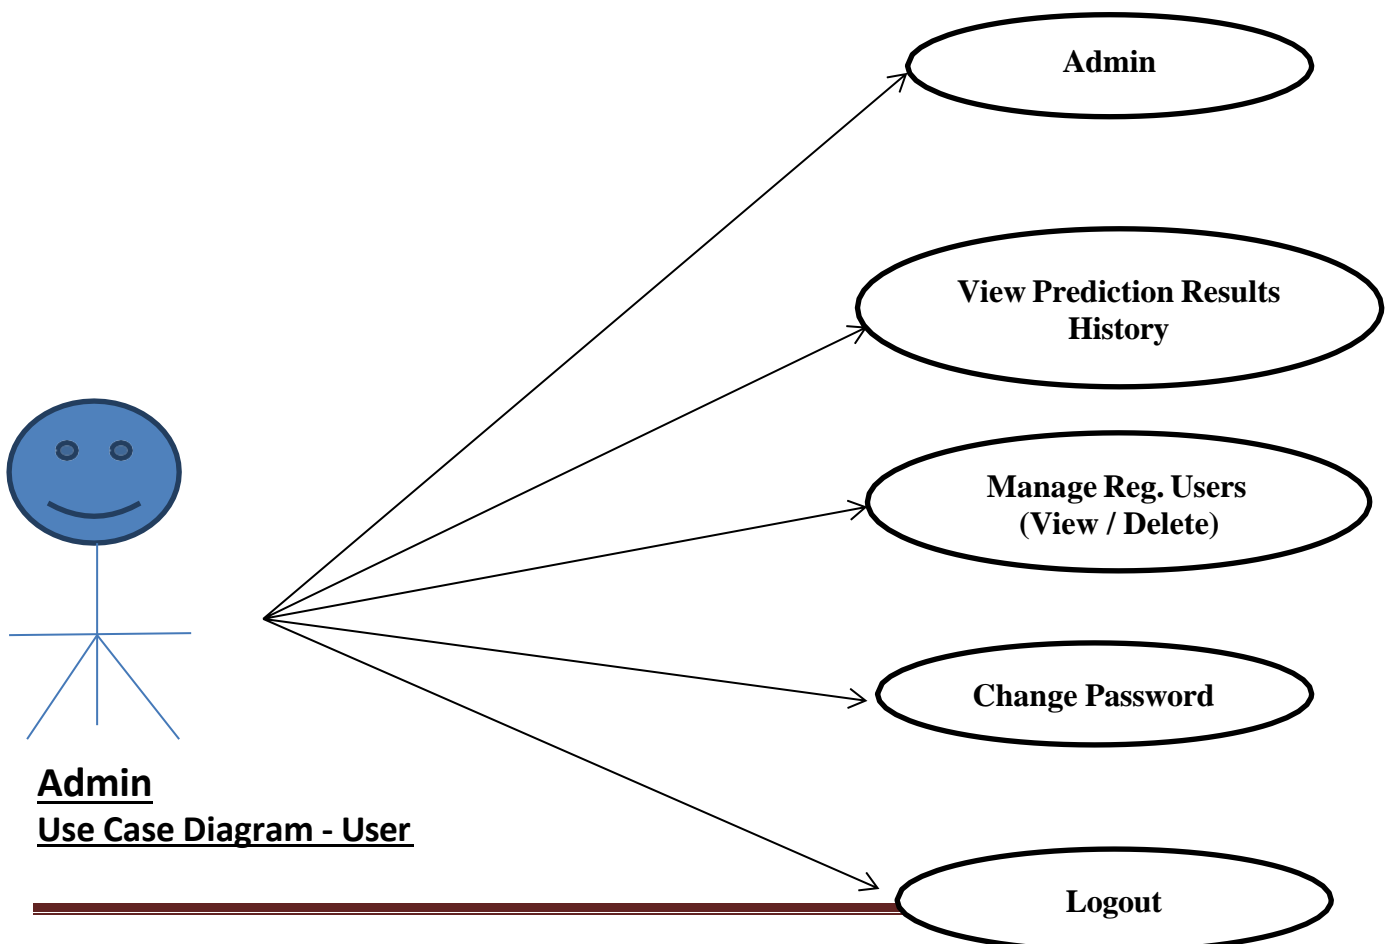 Admin
View Prediction Results
History
Manage Reg. Users
(View / Delete)
Change Password
Admin
Use Case Diagram - User
Logout